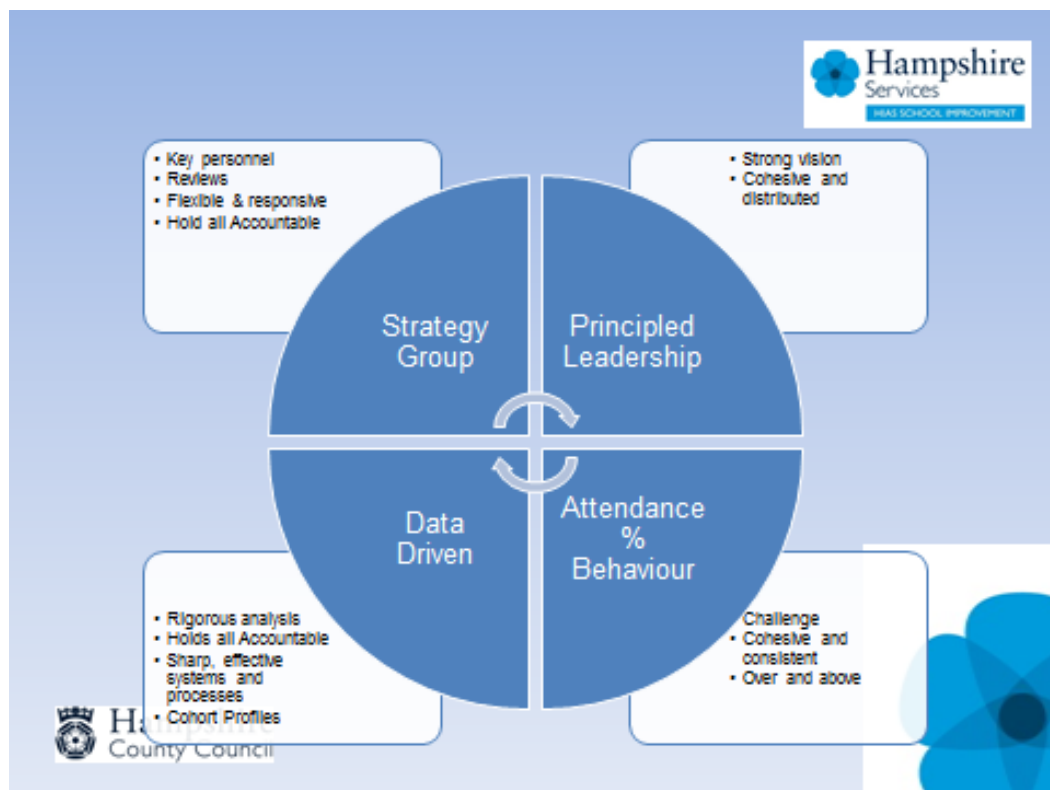 Hampshire
Services
HIAS SCHOOL IMPROVEMENT
• Key personnel
• Reviews
• Flexible & responsive
• Hold all Accountable
• Strong vision
• Cohesive and
distributed
Strategy
Group
Principled
Leadership
Data
Driven
Attendance
%
Behaviour
• Rigorous analysis
• Holds all Accountable
• Sharp, effective
systems and
processes
• Cohort Profiles
Challenge
• Cohesive and
consistent
• Over and above
County Council